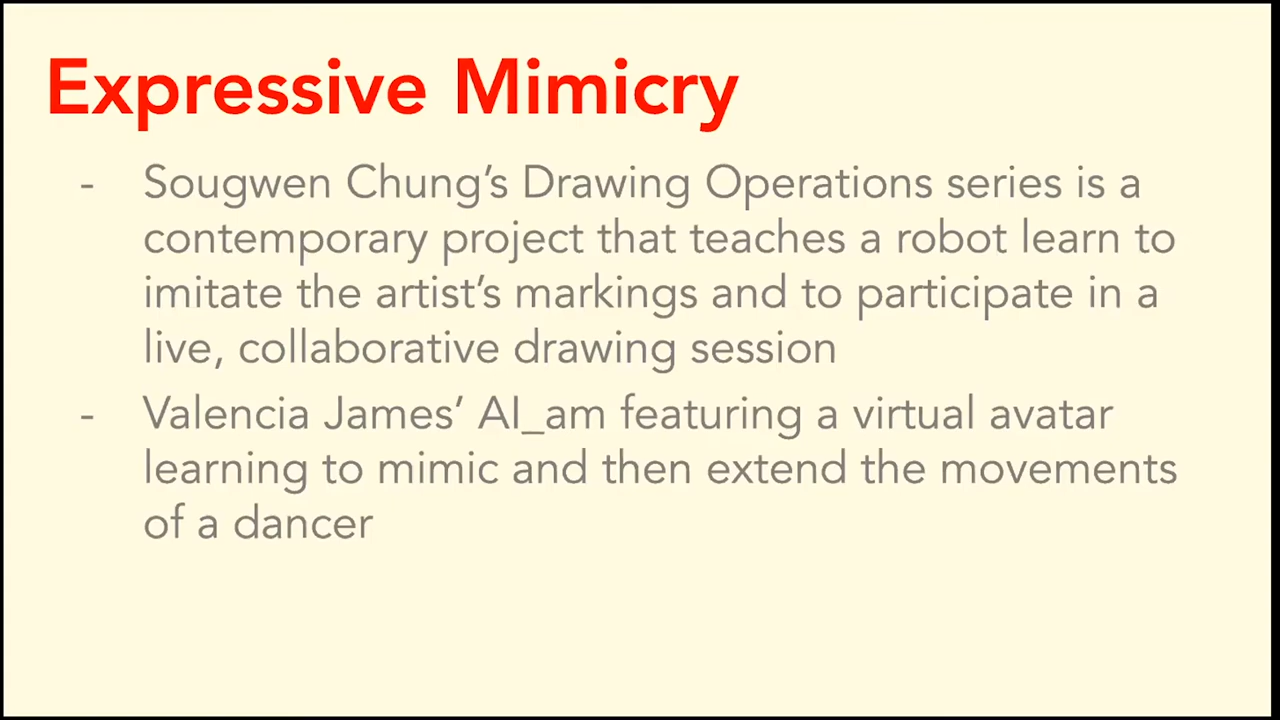 Expressive Mimicry
- Sougwen Chung’s Drawing Operations series is a
contemporary project that teaches a robot learn to
imitate the artist’s markings and to participate in a
live, collaborative drawing session
- Valencia James’ AI_am featuring a virtual avatar
learning to mimic and then extend the movements
of a dancer